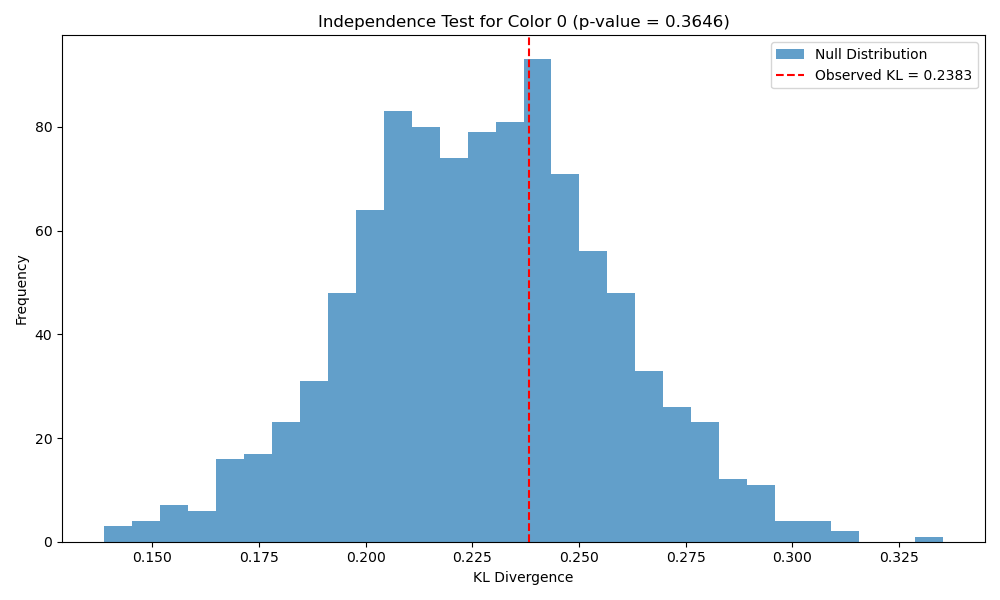 Independence Test for Color 0 (p-value = 0.3646)
Null Distribution
Observed KL = 0.2383
Frequency
80
60
40
20
0
0.150 0.175 0.200 0.225 0.250 0.275 0.300 0.325
KL Divergence